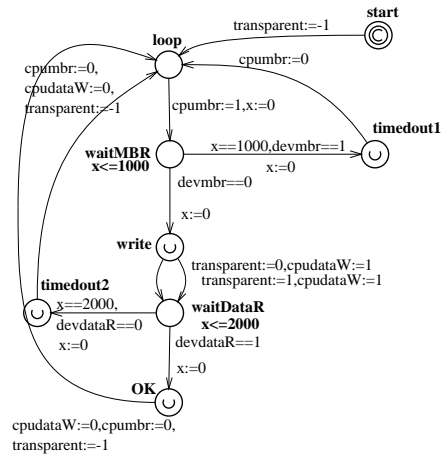 start
transparent:=-1
loop
cpumbr:=0
cpumbr:=0,
cpudataW:=0,
transparent:=-1
cpumbr:=1,x:=0
timedout1
waitMBR
x<=1000
x==1000,devmbr==1
x:=0
devmbr==0
x:=0
write
transparent:=0,cpudataW:=1
transparent:=1,cpudataW:=1
timedout2
x==2000,
devdataR==0
x:=0
waitDataR
x<=2000
devdataR==1
x:=0
OK
cpudataW:=0,cpumbr:=0,
transparent:=-1